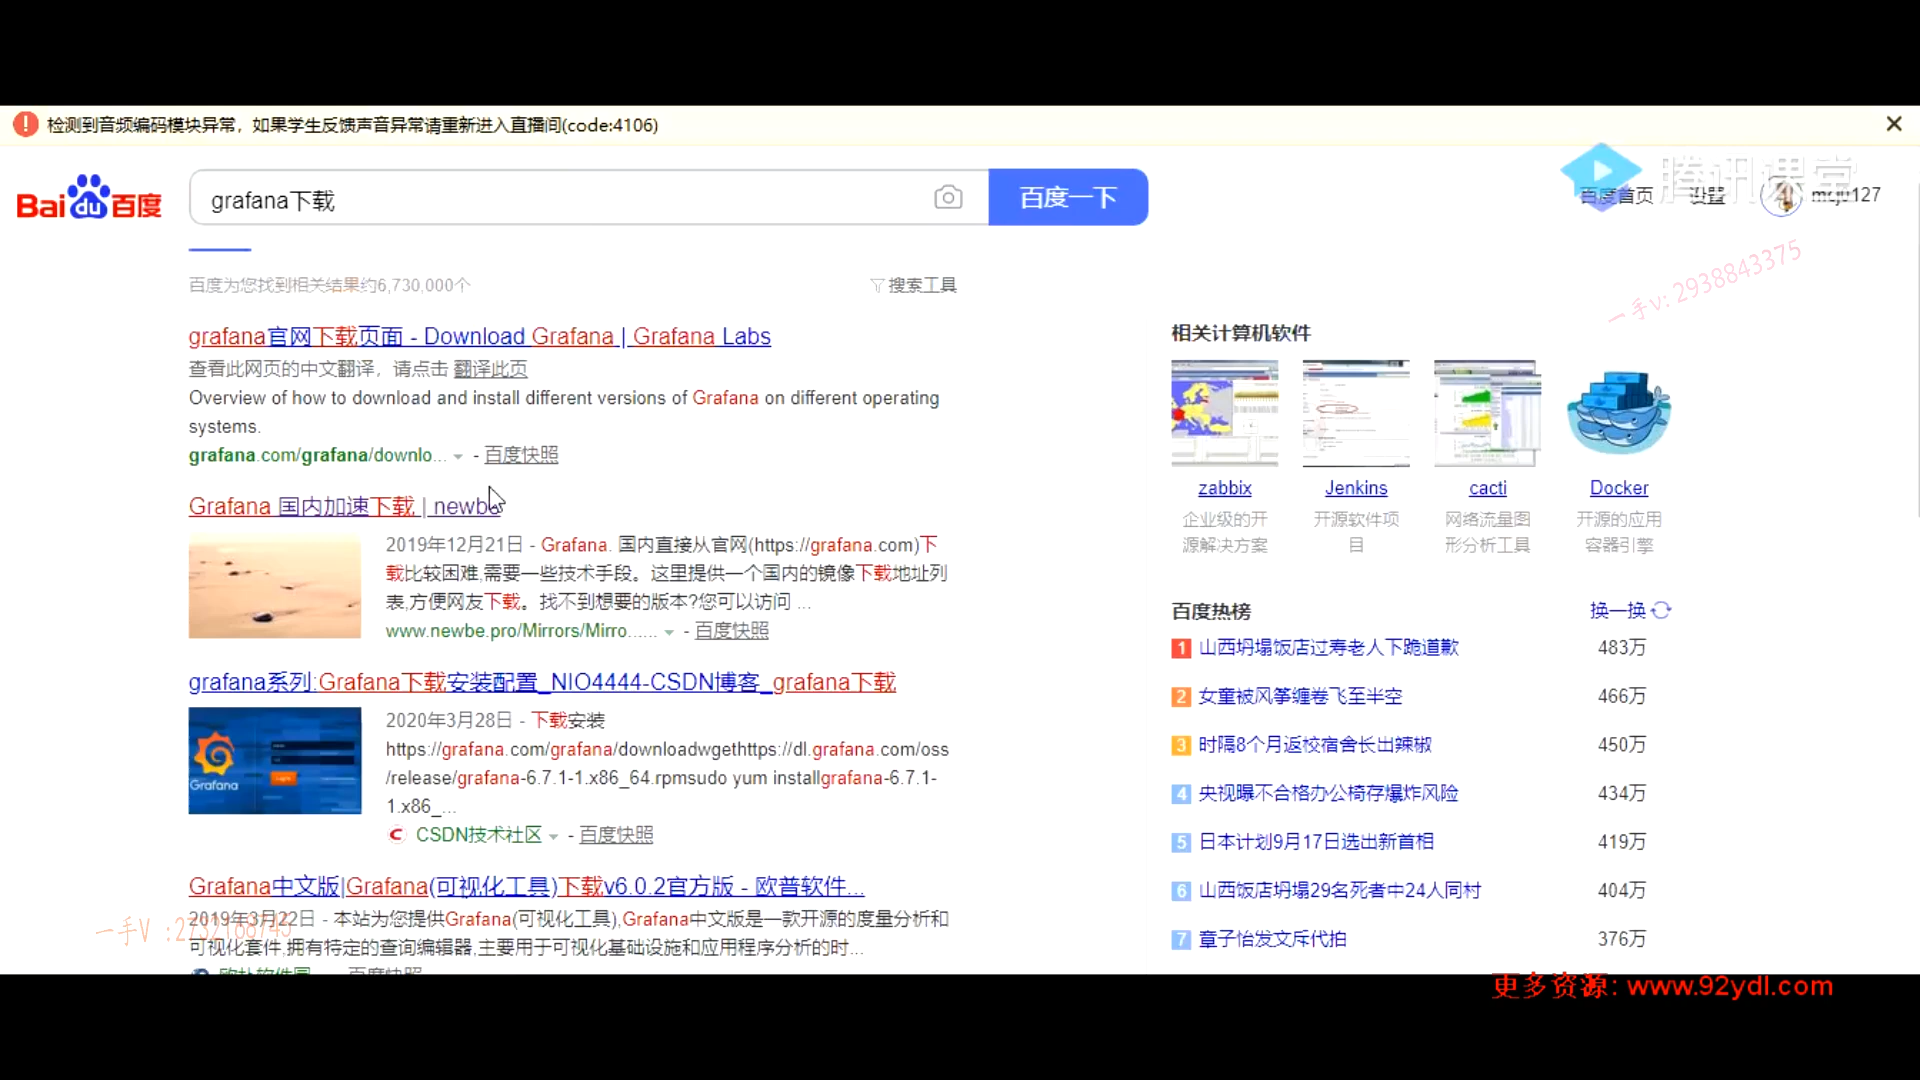 检测到音频编码模块异常，如果学生反馈声音异常请重新进入直播间(code:4106)
腾讯课堂
Bai du 百度
grafana下载
百度一下
百度首页 设置 mcju127
一手v: 2938843375
百度为您找到相关结果约6,730,000个
搜索工具
grafana官网下载页面 - Download Grafana | Grafana Labs
查看此网页的中文翻译，请点击 翻译此页
Overview of how to download and install different versions of Grafana on different operating
systems.
grafana.com/grafana/downlo... - 百度快照
Grafana 国内加速下载 | newbe
2019年12月21日 - Grafana. 国内直接从官网(https://grafana.com)下
载比较困难,需要一些技术手段。这里提供一个国内的镜像下载地址列
表,方便网友下载。找不到想要的版本?您可以访问 ...
www.newbe.pro/Mirrors/Mirro...... - 百度快照
grafana系列:Grafana下载安装配置_NIO4444-CSDN博客_grafana下载
Grafana
2020年3月28日 - 下载安装
https://grafana.com/grafana/downloadwgethttps://dl.grafana.com/oss
/release/grafana-6.7.1-1.x86_64.rpmsudo yum installgrafana-6.7.1-
1.x86_...
CSDN技术社区 - 百度快照
Grafana中文版|Grafana(可视化工具)下载v6.0.2官方版 - 欧普软件...
2019年3月22日 - 本站为您提供Grafana(可视化工具),Grafana中文版是一款开源的度量分析和
可视化套件,拥有特定的查询编辑器,主要用于可视化基础设施和应用程序分析的时...
一手V :2732168743
相关计算机软件
zabbix
企业级的开
源解决方案
Jenkins
开源软件项
目
cacti
网络流量图
形分析工具
Docker
开源的应用
容器引擎
百度热榜
换一换
1 山西坍塌饭店过寿老人下跪道歉 483万
2 女童被风筝缠卷飞至半空 466万
3 时隔8个月返校宿舍长出辣椒 450万
4 央视曝不合格办公椅存爆炸风险 434万
5 日本计划9月17日选出新首相 419万
6 山西饭店坍塌29名死者中24人同村 404万
7 章子怡发文斥代拍 376万
更多资源: www.92ydl.com